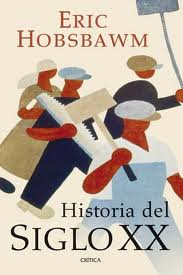 ERIC
HOBSBAWM
Historia del
SIGLO XX
CRÍTICA